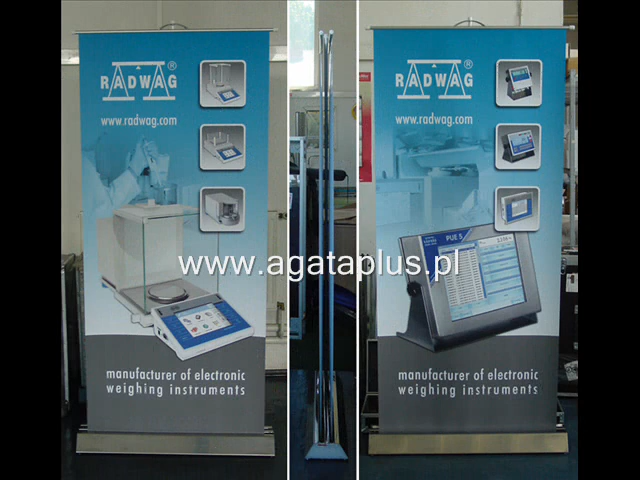 RADWAG®
www.radwag.com
manufacturer of electronic
weighing instruments
RADWAG®
www.radwag.com
PUE 5
manufacturer of electronic
weighing instruments
www.agataplus.pl